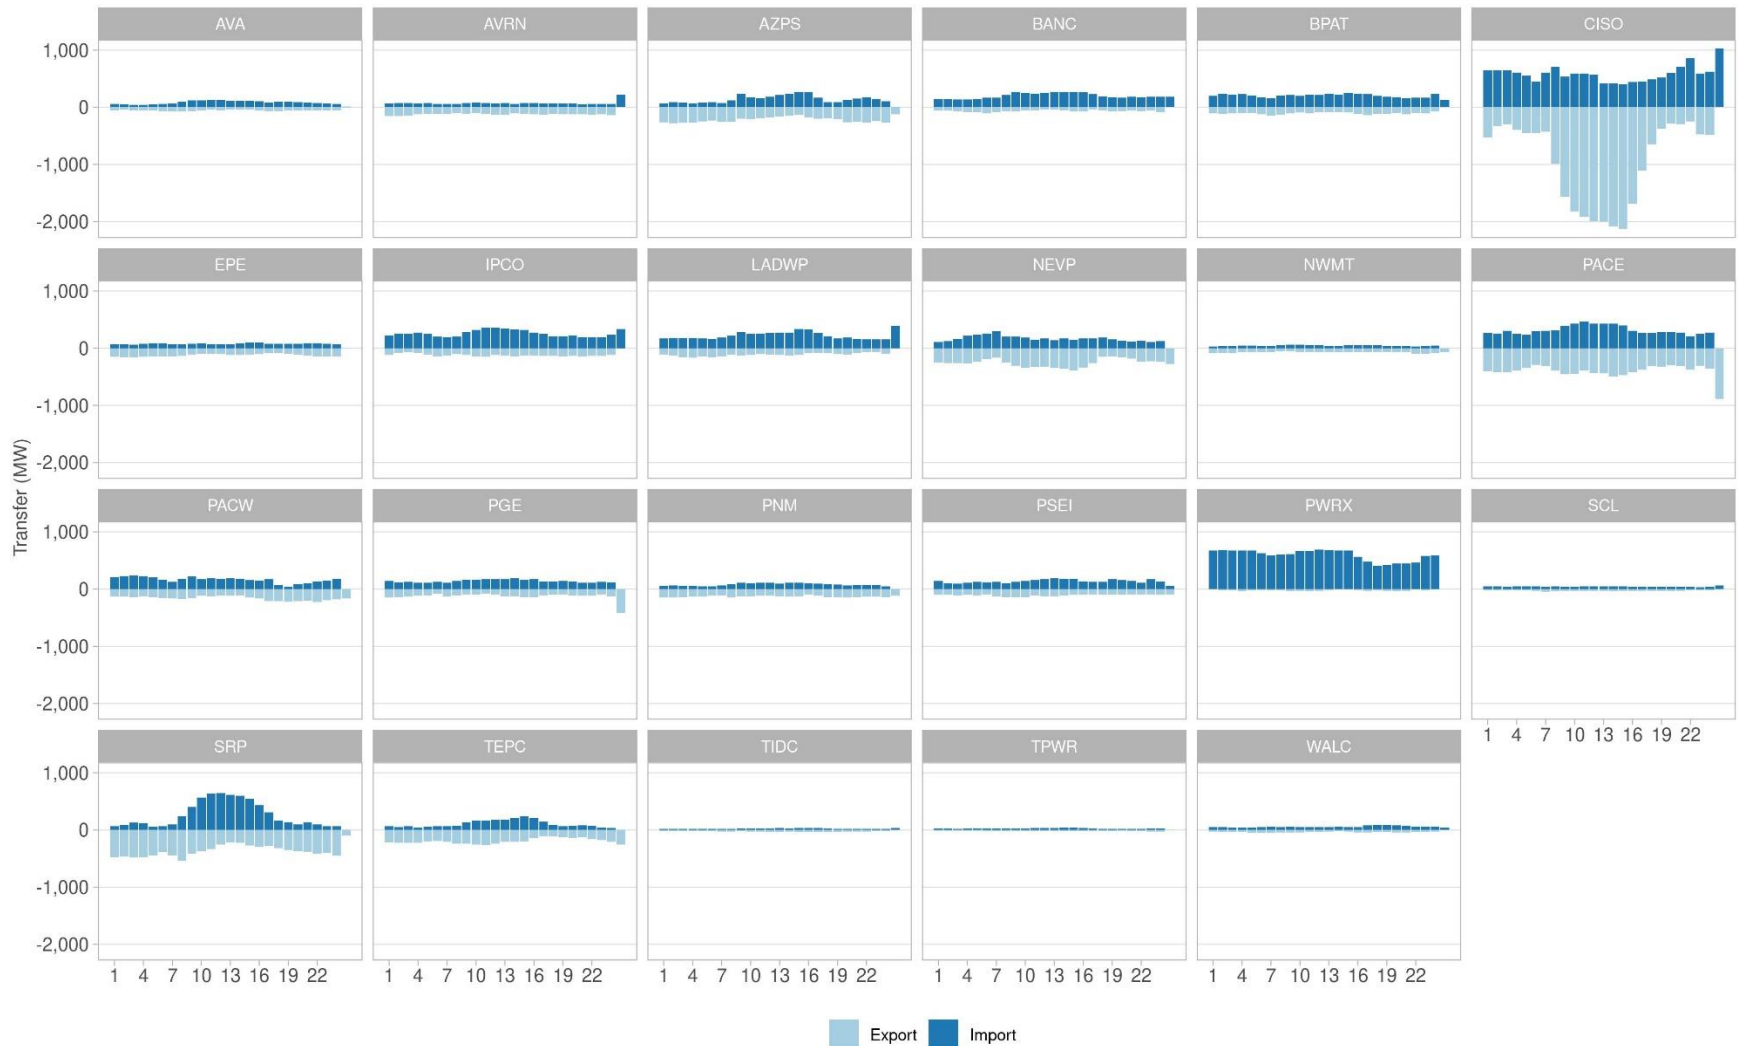 AVA AVRN AZPS BANC BPAT CISO
1,000
0
-1,000
-2,000
EPE IPCO LADWP NEVP NWMT PACE
1,000
0
-1,000
-2,000
Transfer (MW)
PACW PGE PNM PSEI PWRX SCL
1,000
0
-1,000
-2,000
1 4 7 10 13 16 19 22
SRP TEPC TIDC TPWR WALC
1,000
0
-1,000
-2,000
1 4 7 10 13 16 19 22 1 4 7 10 13 16 19 22 1 4 7 10 13 16 19 22 1 4 7 10 13 16 19 22 1 4 7 10 13 16 19 22
Export Import